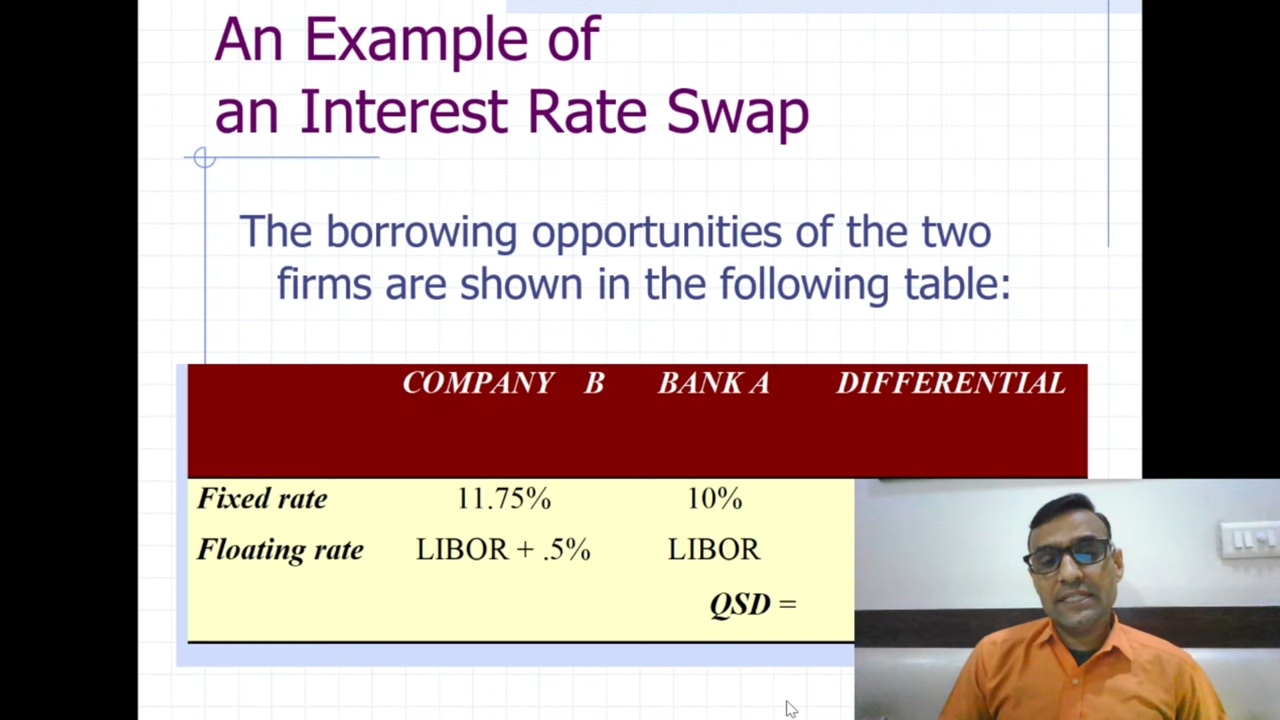 An Example of
an Interest Rate Swap
The borrowing opportunities of the two
firms are shown in the following table:
COMPANY B BANK A DIFFERENTIAL
Fixed rate 11.75% 10%
Floating rate LIBOR + .5% LIBOR
QSD =